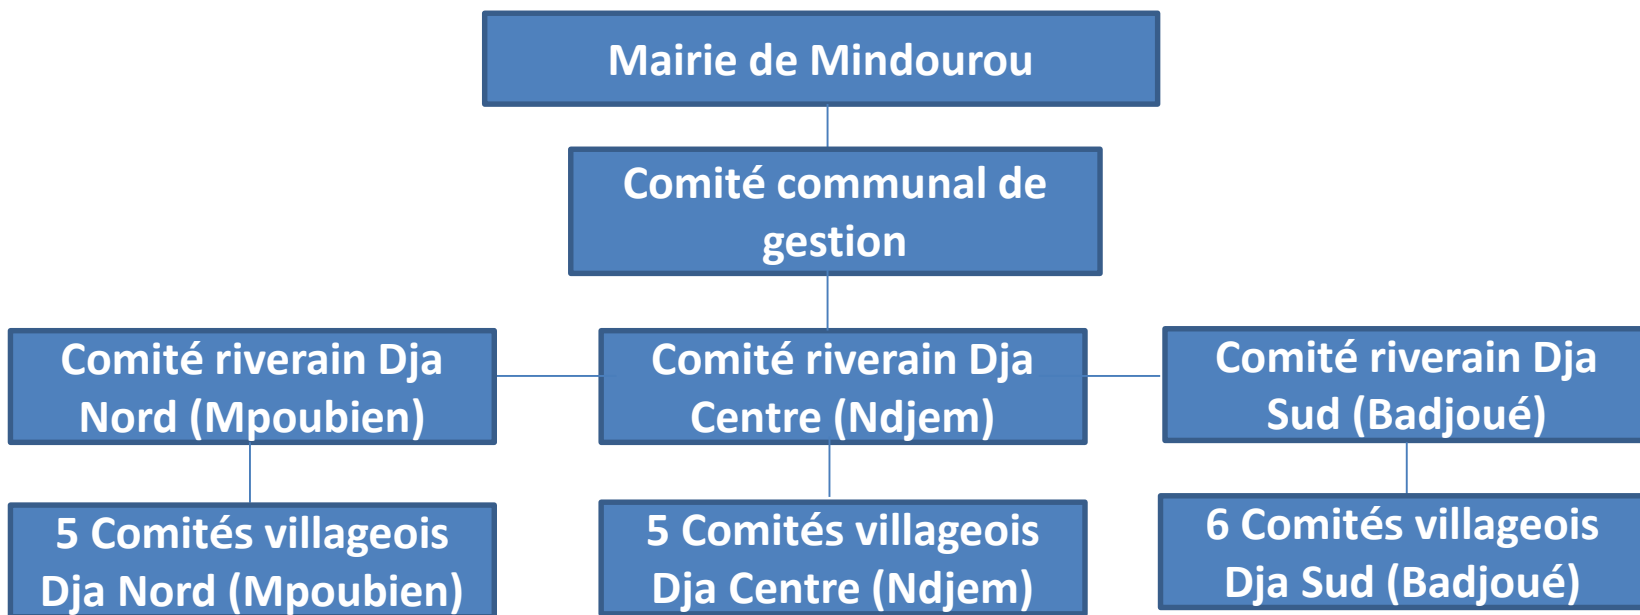 Mairie de Mindourou
Comité communal de
gestion
Comité riverain Dja
Nord (Mpoubien)
Comité riverain Dja
Centre (Ndjem)
Comité riverain Dja
Sud (Badjoué)
5 Comités villageois
Dja Nord (Mpoubien)
5 Comités villageois
Dja Centre (Ndjem)
6 Comités villageois
Dja Sud (Badjoué)